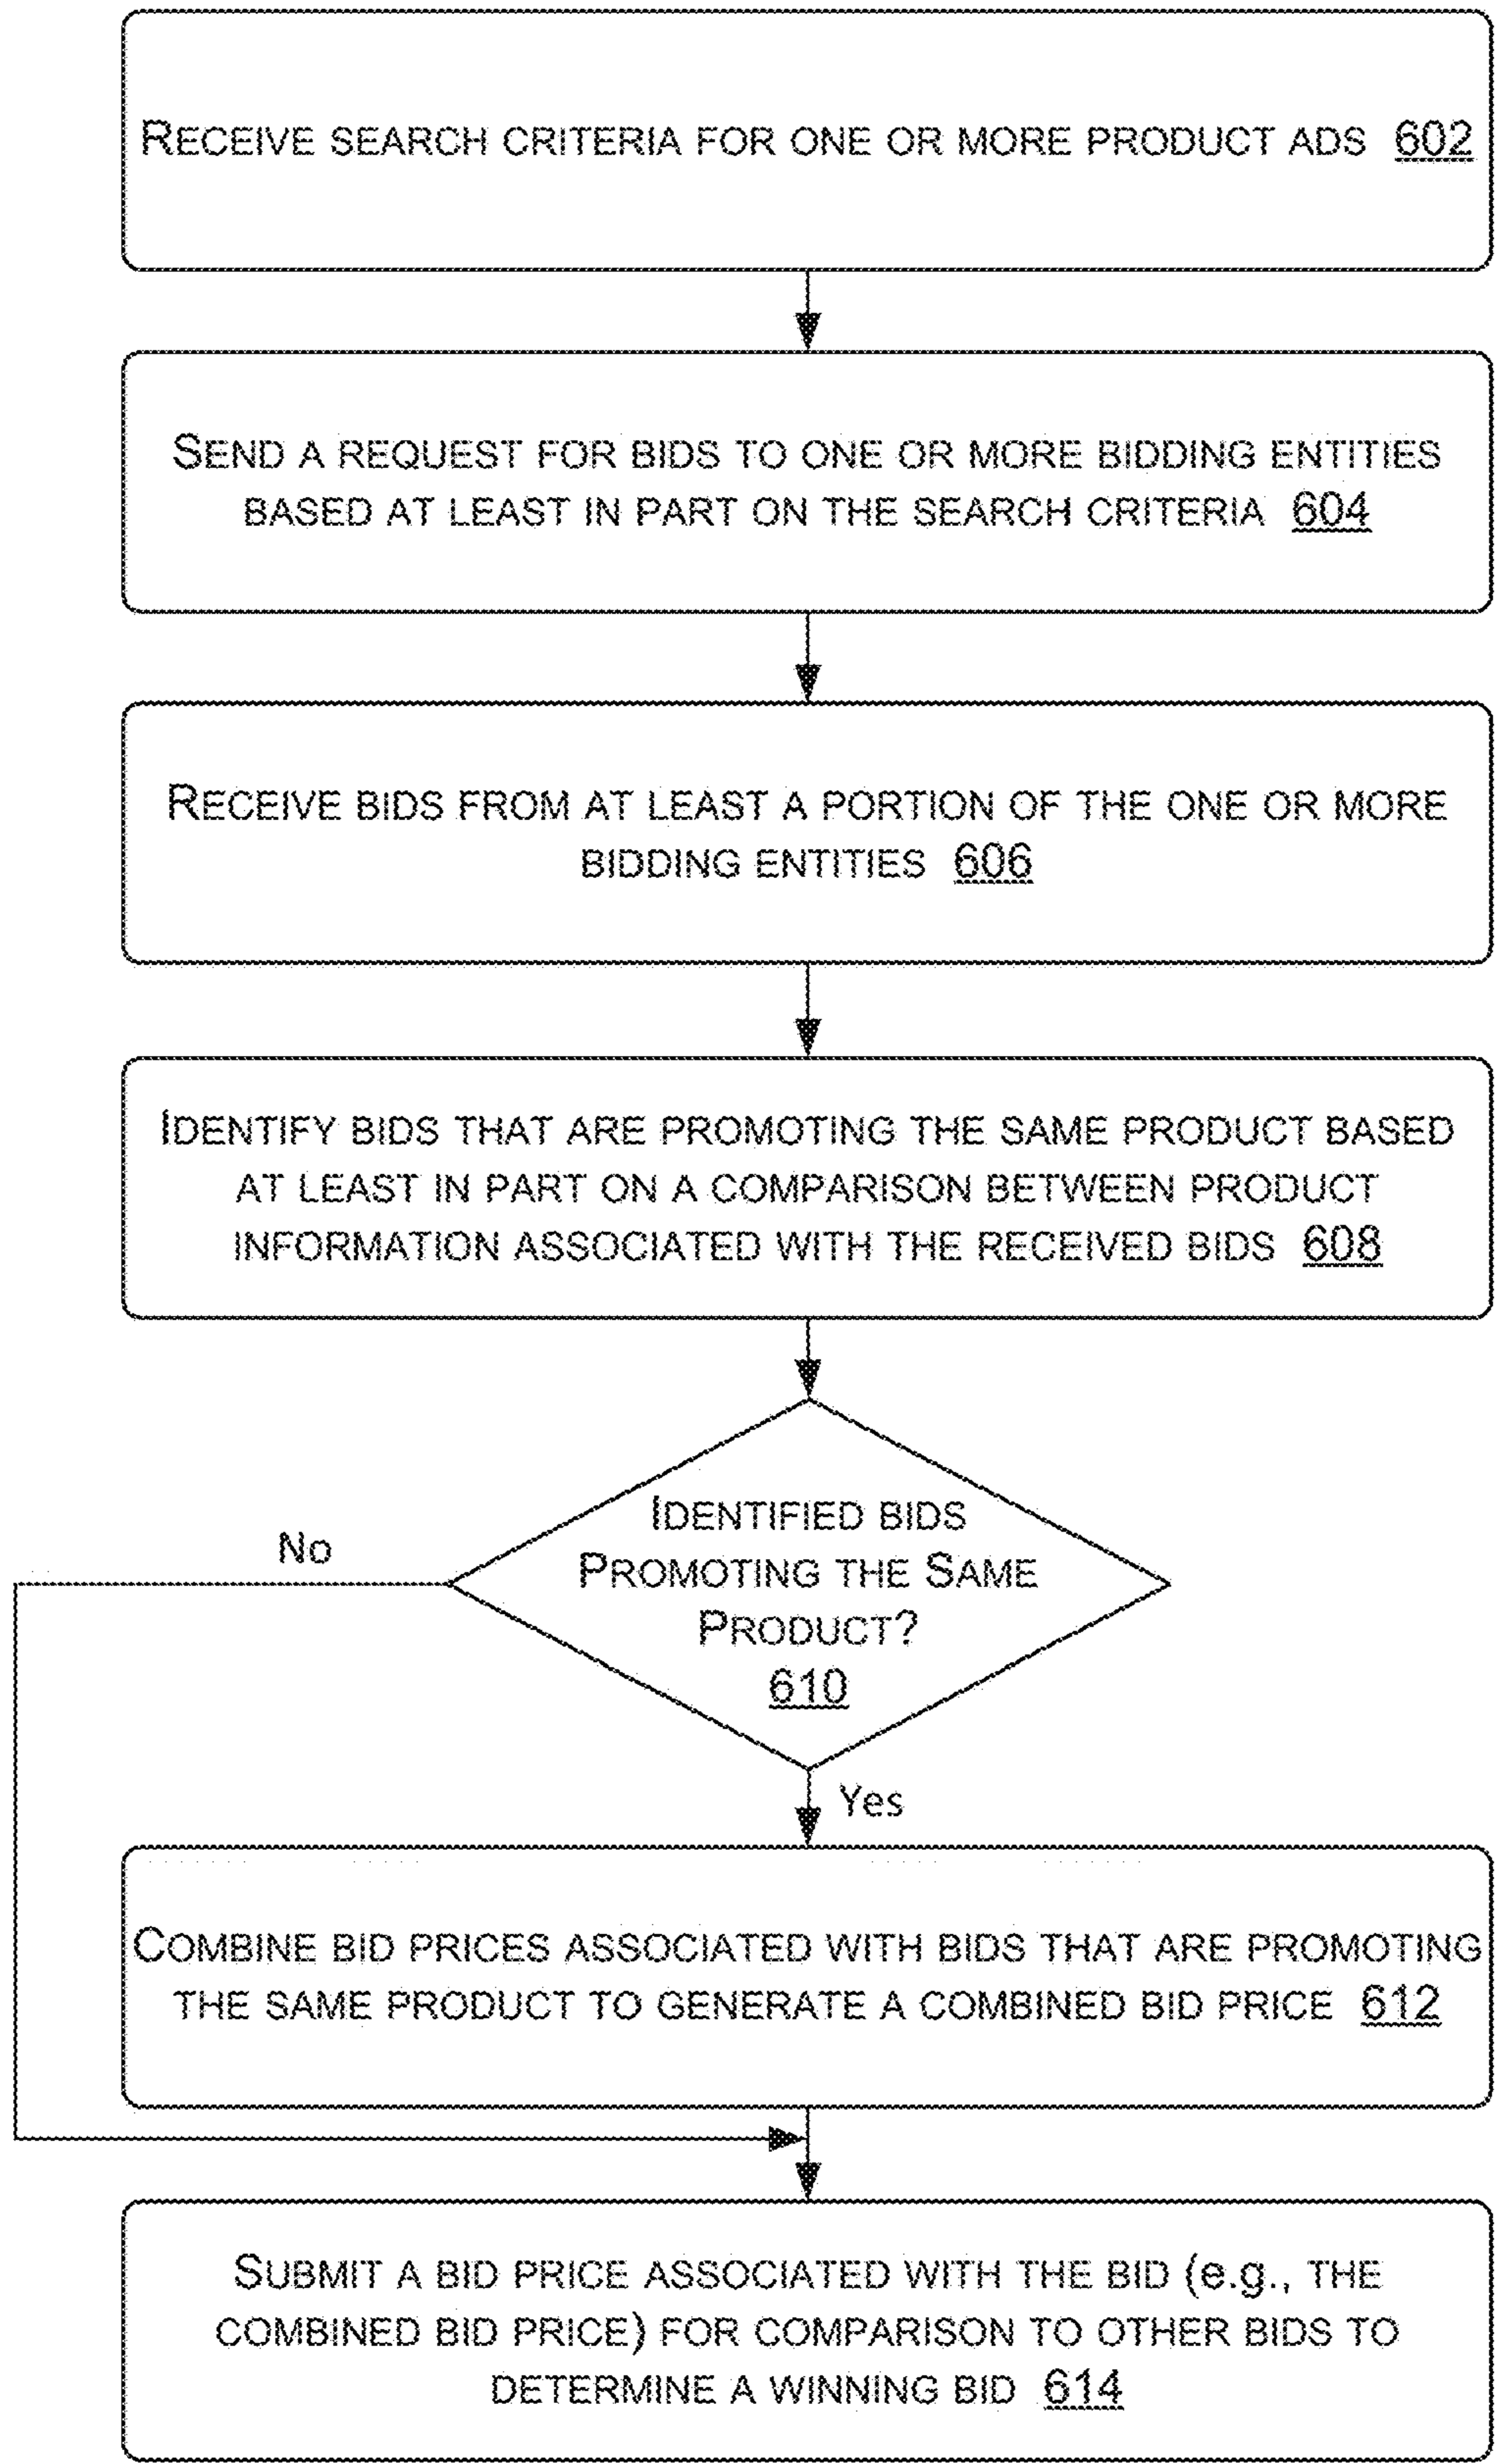 RECEIVE SEARCH CRITERIA FOR ONE OR MORE PRODUCT ADS 602
SEND A REQUEST FOR BIDS TO ONE OR MORE BIDDING ENTITIES
BASED AT LEAST IN PART ON THE SEARCH CRITERIA 604
RECEIVE BIDS FROM AT LEAST A PORTION OF THE ONE OR MORE
BIDDING ENTITIES 606
IDENTIFY BIDS THAT ARE PROMOTING THE SAME PRODUCT BASED
AT LEAST IN PART ON A COMPARISON BETWEEN PRODUCT
INFORMATION ASSOCIATED WITH THE RECEIVED BIDS 608
IDENTIFIED BIDS
PROMOTING THE SAME
PRODUCT?
610
No
Yes
COMBINE BID PRICES ASSOCIATED WITH BIDS THAT ARE PROMOTING
THE SAME PRODUCT TO GENERATE A COMBINED BID PRICE 612
SUBMIT A BID PRICE ASSOCIATED WITH THE BID (e.g., THE
COMBINED BID PRICE) FOR COMPARISON TO OTHER BIDS TO
DETERMINE A WINNING BID 614